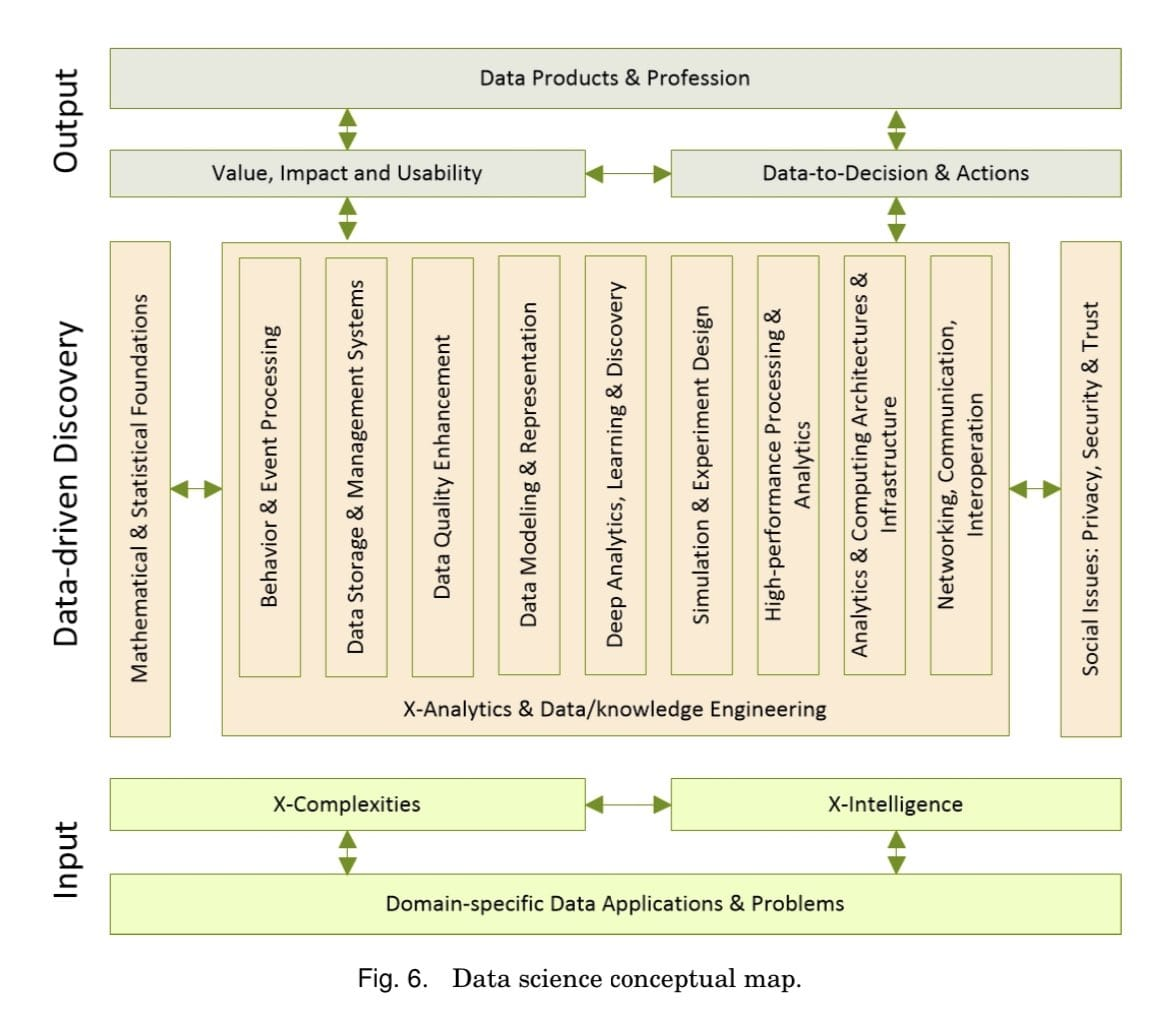 Output
Data Products & Profession
Value, Impact and Usability
Data-to-Decision & Actions
Data-driven Discovery
Mathematical & Statistical Foundations
Behavior & Event Processing
Data Storage & Management Systems
Data Quality Enhancement
Data Modeling & Representation
Deep Analytics, Learning & Discovery
Simulation & Experiment Design
High-performance Processing &
Analytics
Analytics & Computing Architectures &
Infrastructure
Networking, Communication,
Interoperation
X-Analytics & Data/knowledge Engineering
Social Issues: Privacy, Security & Trust
Input
X-Complexities
X-Intelligence
Domain-specific Data Applications & Problems
Fig. 6. Data science conceptual map.